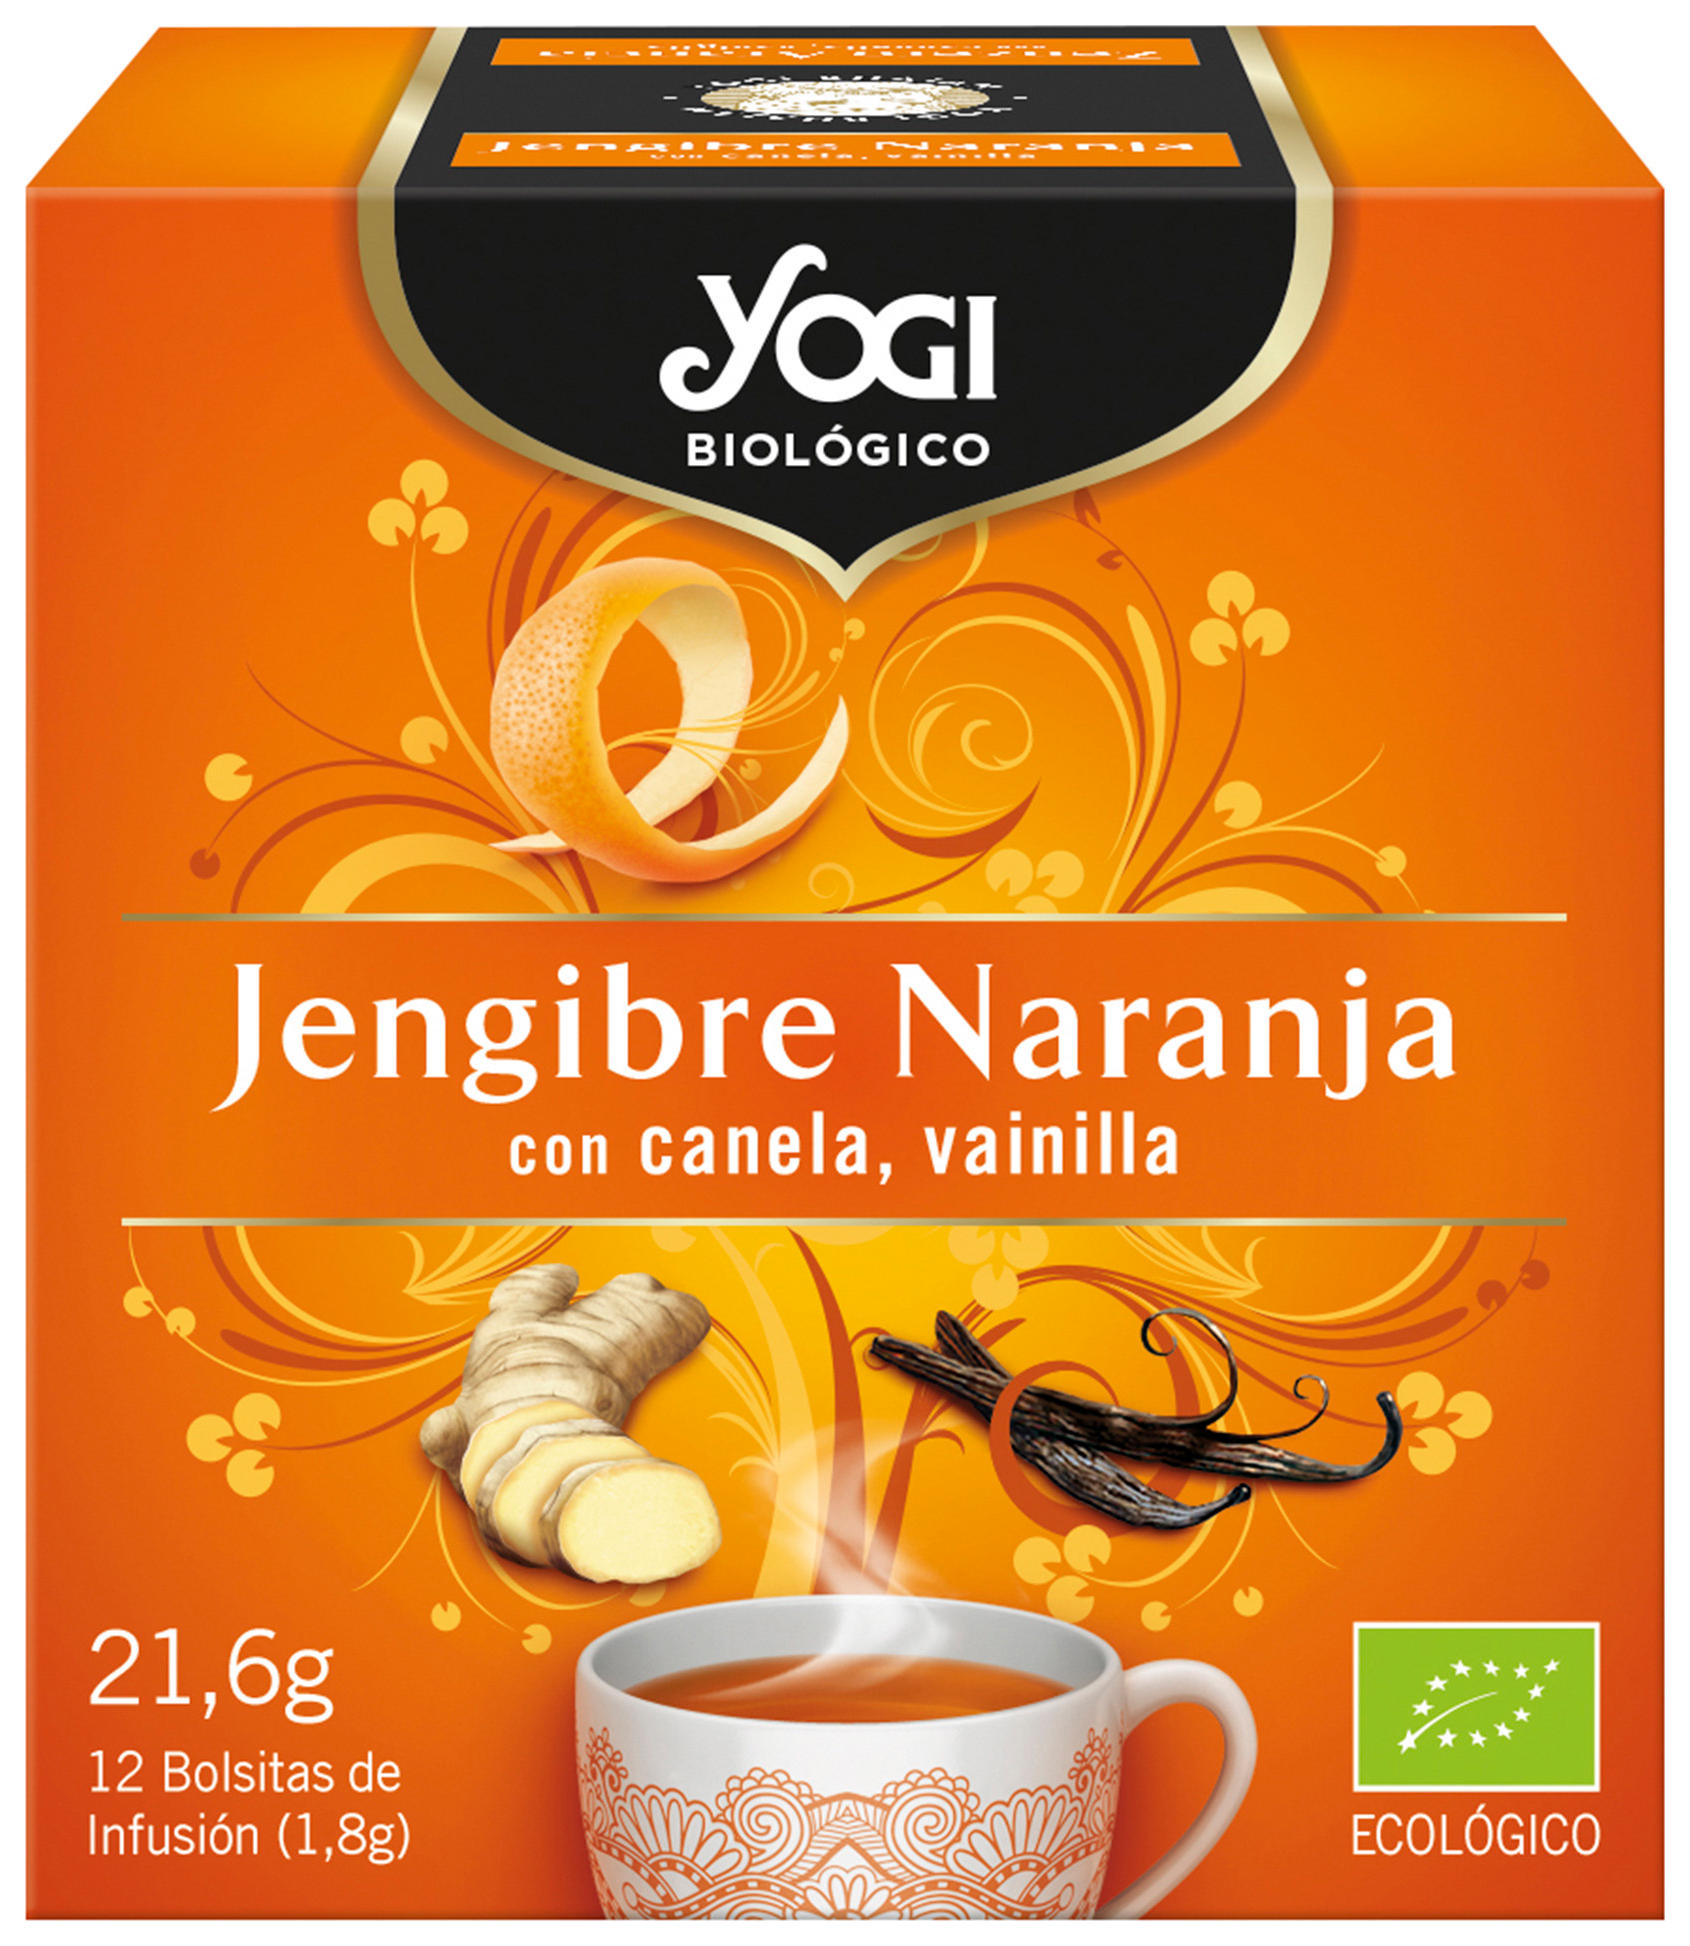 Jengibre Naranja
con canela, vainilla
YOGI
BIOLÓGICO
Jengibre Naranja
con canela, vainilla
21,6g
12 Bolsitas de
Infusión (1,8g)
ECOLÓGICO